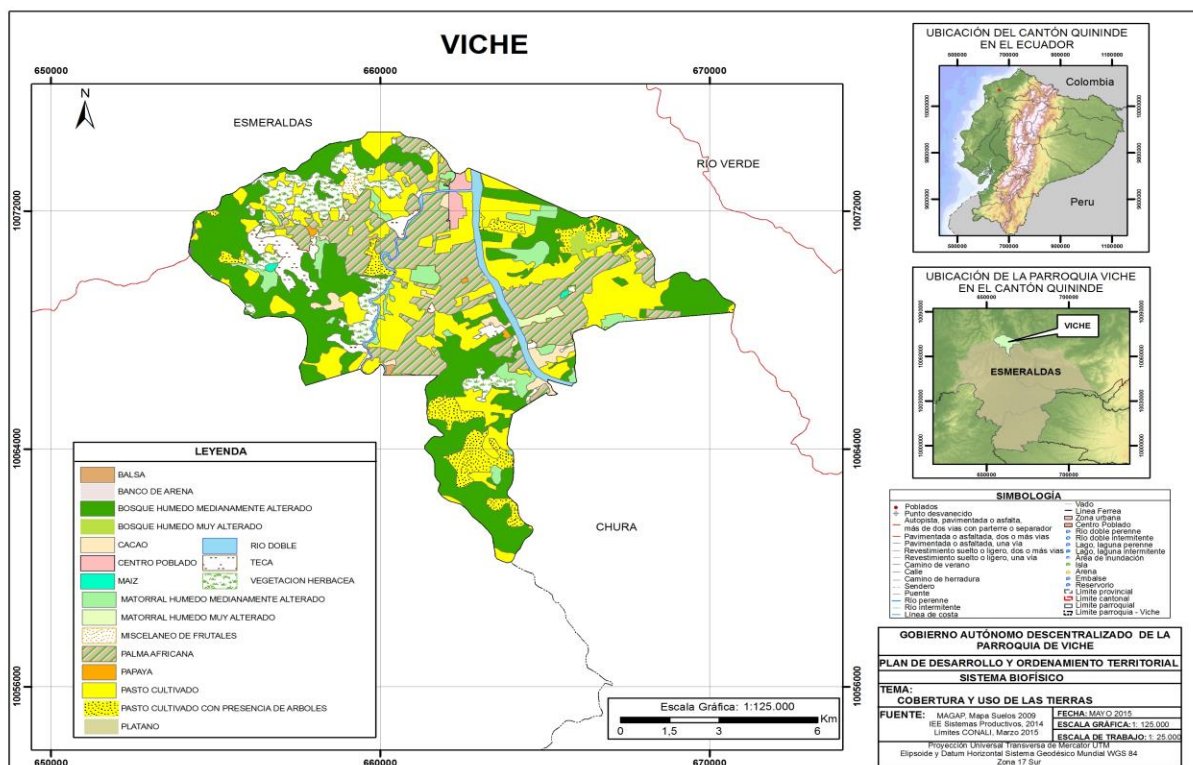 VICHE
650000
660000
670000
N
ESMERALDAS
RIO VERDE
CHURA
10072000
10064000
10056000
10072000
10064000
10056000
650000
660000
670000
LEYENDA
BALSA
BANCO DE ARENA
BOSQUE HUMEDO MEDIANAMENTE ALTERADO
BOSQUE HUMEDO MUY ALTERADO
CACAO
CENTRO POBLADO
MAIZ
MATORRAL HUMEDO MEDIANAMENTE ALTERADO
MATORRAL HUMEDO MUY ALTERADO
MISCELANEO DE FRUTALES
PALMA AFRICANA
PAPAYA
PASTO CULTIVADO
PASTO CULTIVADO CON PRESENCIA DE ARBOLES
PLATANO
RIO DOBLE
TECA
VEGETACION HERBACEA
Escala Gráfica: 1:125.000
0 1,5 3 6
Km
UBICACIÓN DEL CANTÓN QUININDE
EN EL ECUADOR
Colombia
Peru
UBICACIÓN DE LA PARROQUIA VICHE
EN EL CANTÓN QUININDE
650000 700000
VICHE
ESMERALDAS
650000 700000
SIMBOLOGÍA
Poblados
Punto desvanecido
Autopista, pavimentada o asfalta,
más de dos vias con parterre o separador
Pavimentada o asfaltada, dos o más vias
Pavimentada o asfaltada, una vía
Revestimiento suelto o ligero, dos o más vías
Revestimiento suelto o ligero, una vía
Camino de verano
Calle
Camino de herradura
Sendero
Puente
Río perenne
Río intermitente
Línea de costa
Vado
Línea Ferrea
Zona urbana
Centro Poblado
Río doble perenne
Río doble intermitente
Lago, laguna perenne
Lago, laguna intermitente
Área de inundación
Isla
Arena
Embalse
Reservorio
Límite provincial
Límite cantonal
Límite parroquial
Límite parroquia - Viche
GOBIERNO AUTÓNOMO DESCENTRALIZADO DE LA
PARROQUIA DE VICHE
PLAN DE DESARROLLO Y ORDENAMIENTO TERRITORIAL
SISTEMA BIOFÍSICO
TEMA:
COBERTURA Y USO DE LAS TIERRAS
FUENTE:
MAGAP, Mapa Suelos 2009
IEE Sistemas Productivos, 2014
Limites CONALI, Marzo 2015
FECHA: MAYO 2015
ESCALA GRÁFICA: 1: 125.000
ESCALA DE TRABAJO: 1: 25.000
Proyección Universal Transversa de Mercator UTM
Elipsoide y Datum Horizontal Sistema Geodésico Mundial WGS 84
Zona 17 Sur